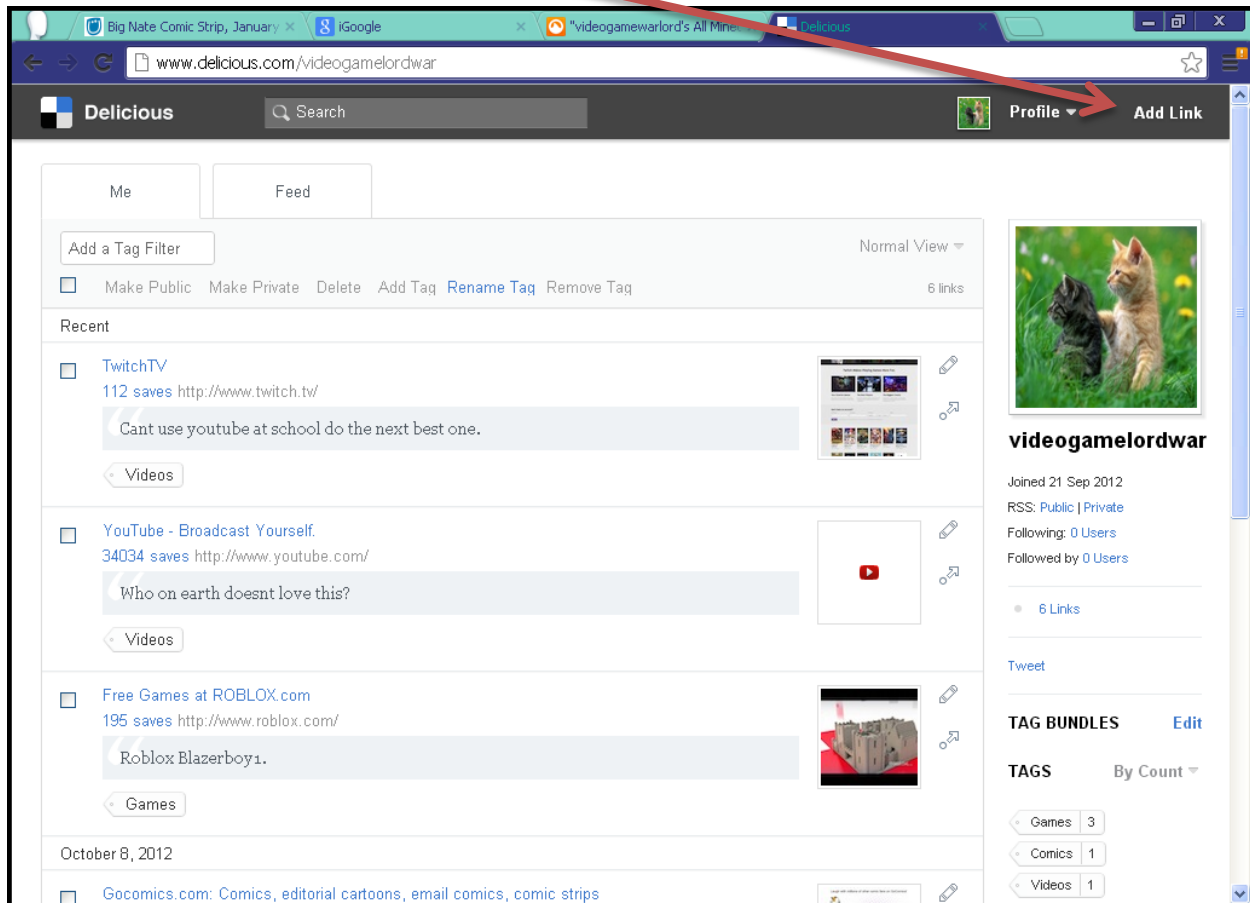 Big Nate Comic Strip, January
iGoogle
"videogamewarlord's All Minec
Delicious
www.delicious.com/videogamelordwar
Delicious
Search
Profile
Add Link
Me
Feed
Add a Tag Filter
Normal View
Make Public Make Private Delete Add Tag Rename Tag Remove Tag
6 links
Recent
TwitchTV
112 saves http://www.twitch.tv/
Cant use youtube at school do the next best one.
Videos
YouTube - Broadcast Yourself.
34034 saves http://www.youtube.com/
Who on earth doesnt love this?
Videos
Free Games at ROBLOX.com
195 saves http://www.roblox.com/
Roblox Blazerboy1.
Games
October 8, 2012
Gocomics.com: Comics, editorial cartoons, email comics, comic strips
videogamelordwar
Joined 21 Sep 2012
RSS: Public | Private
Following: 0 Users
Followed by 0 Users
6 Links
Tweet
TAG BUNDLES Edit
TAGS By Count
Games 3
Comics 1
Videos 1